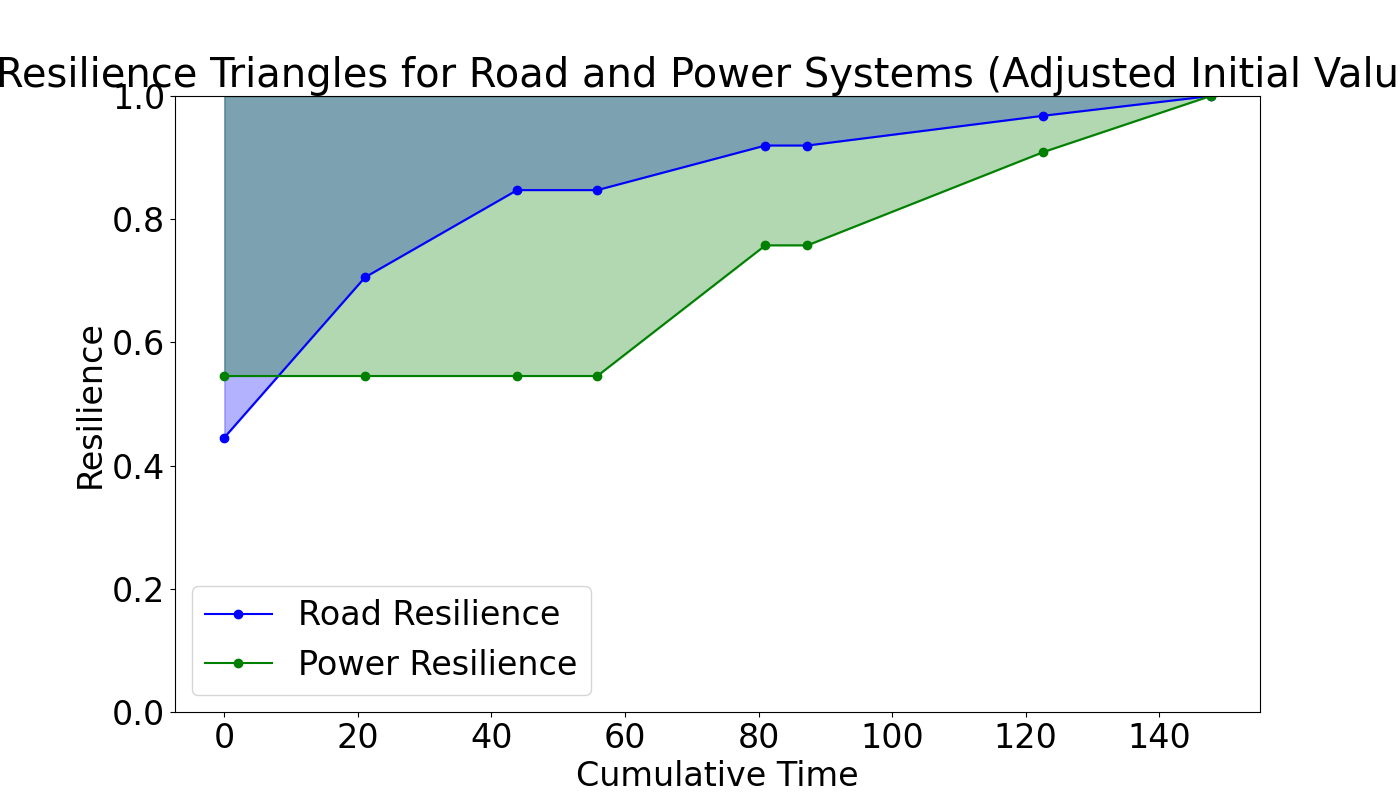 Resilience Triangles for Road and Power Systems (Adjusted Initial Valu
1.0
0.8
0.6
0.4
0.2
0.0
Resilience
Road Resilience
Power Resilience
0 20 40 60 80 100 120 140
Cumulative Time